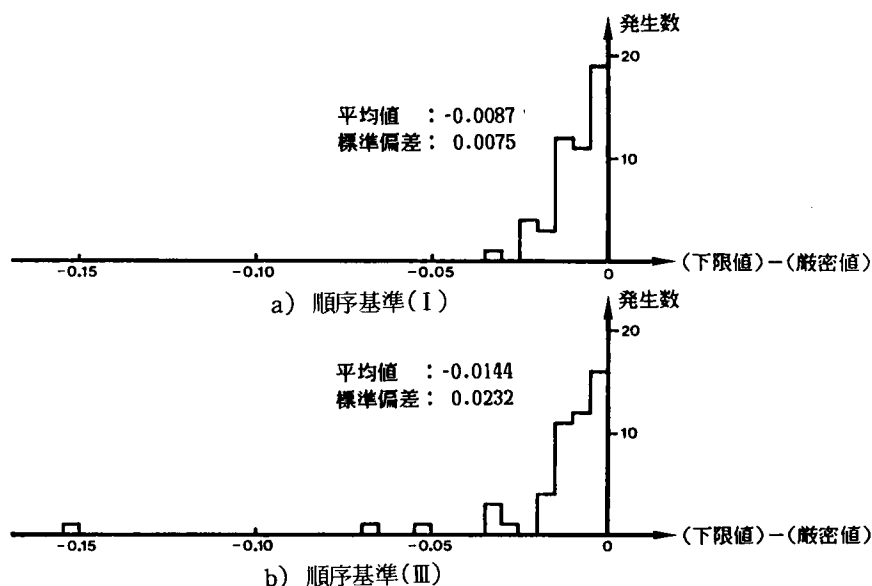 発生数
20
平均値 ：-0.0087
標準偏差： 0.0075
10
-0.15 -0.10 -0.05 0 (下限値)－(厳密値)
a) 順序基準(Ⅰ)
発生数
20
平均値 ：-0.0144
標準偏差： 0.0232
10
-0.15 -0.10 -0.05 0 (下限値)－(厳密値)
b) 順序基準(Ⅲ)